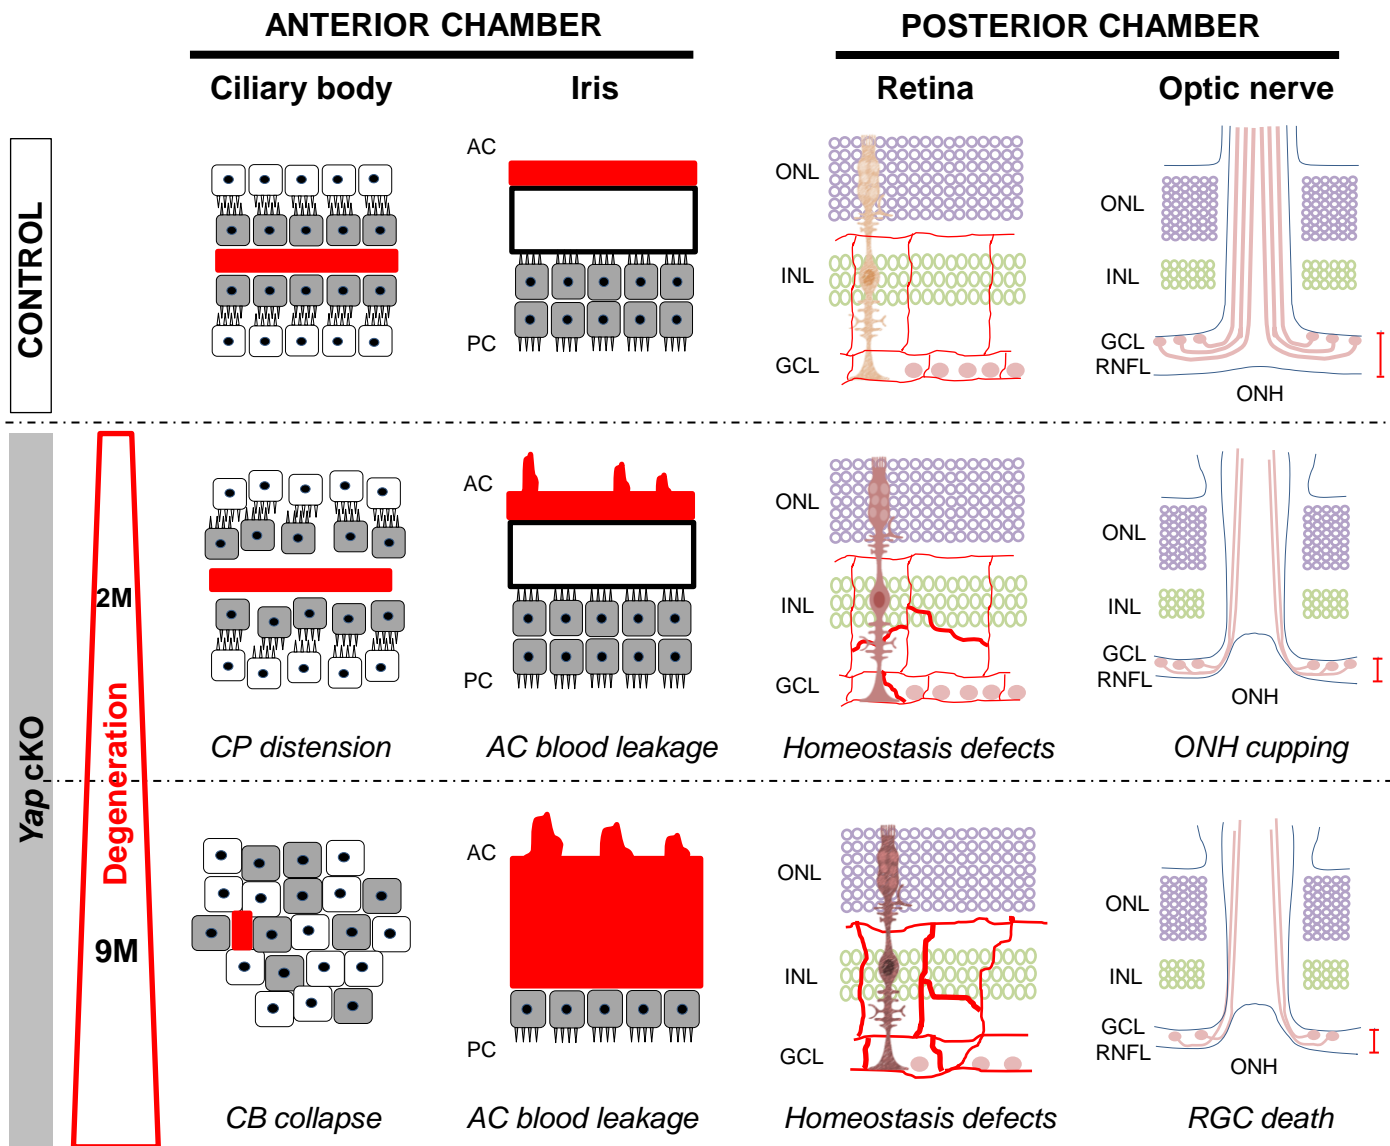 ANTERIOR CHAMBER
POSTERIOR CHAMBER
Ciliary body
Iris
Retina
Optic nerve
CONTROL
AC
PC
ONL
INL
GCL
ONL
INL
GCL
RNFL
ONH
Yap cKO
Degeneration
2M
AC
PC
ONL
INL
GCL
ONL
INL
GCL
RNFL
ONH
CP distension
AC blood leakage
Homeostasis defects
ONH cupping
9M
AC
PC
ONL
INL
GCL
ONL
INL
GCL
RNFL
ONH
CB collapse
AC blood leakage
Homeostasis defects
RGC death